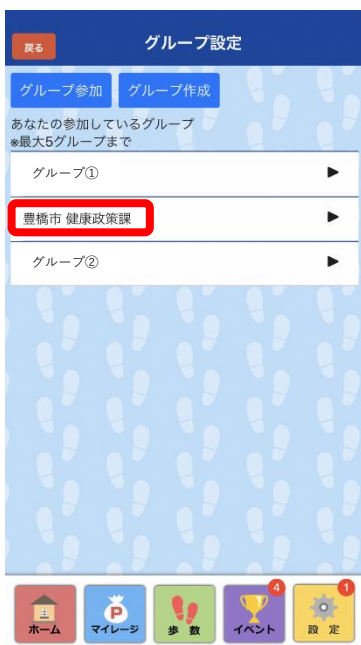 戻る
グループ設定
グループ参加
グループ作成
あなたの参加しているグループ
※最大5グループまで
グループ①
豊橋市 健康政策課
グループ②
4
1
P
ホーム
マイレージ
歩 数
イベント
設 定